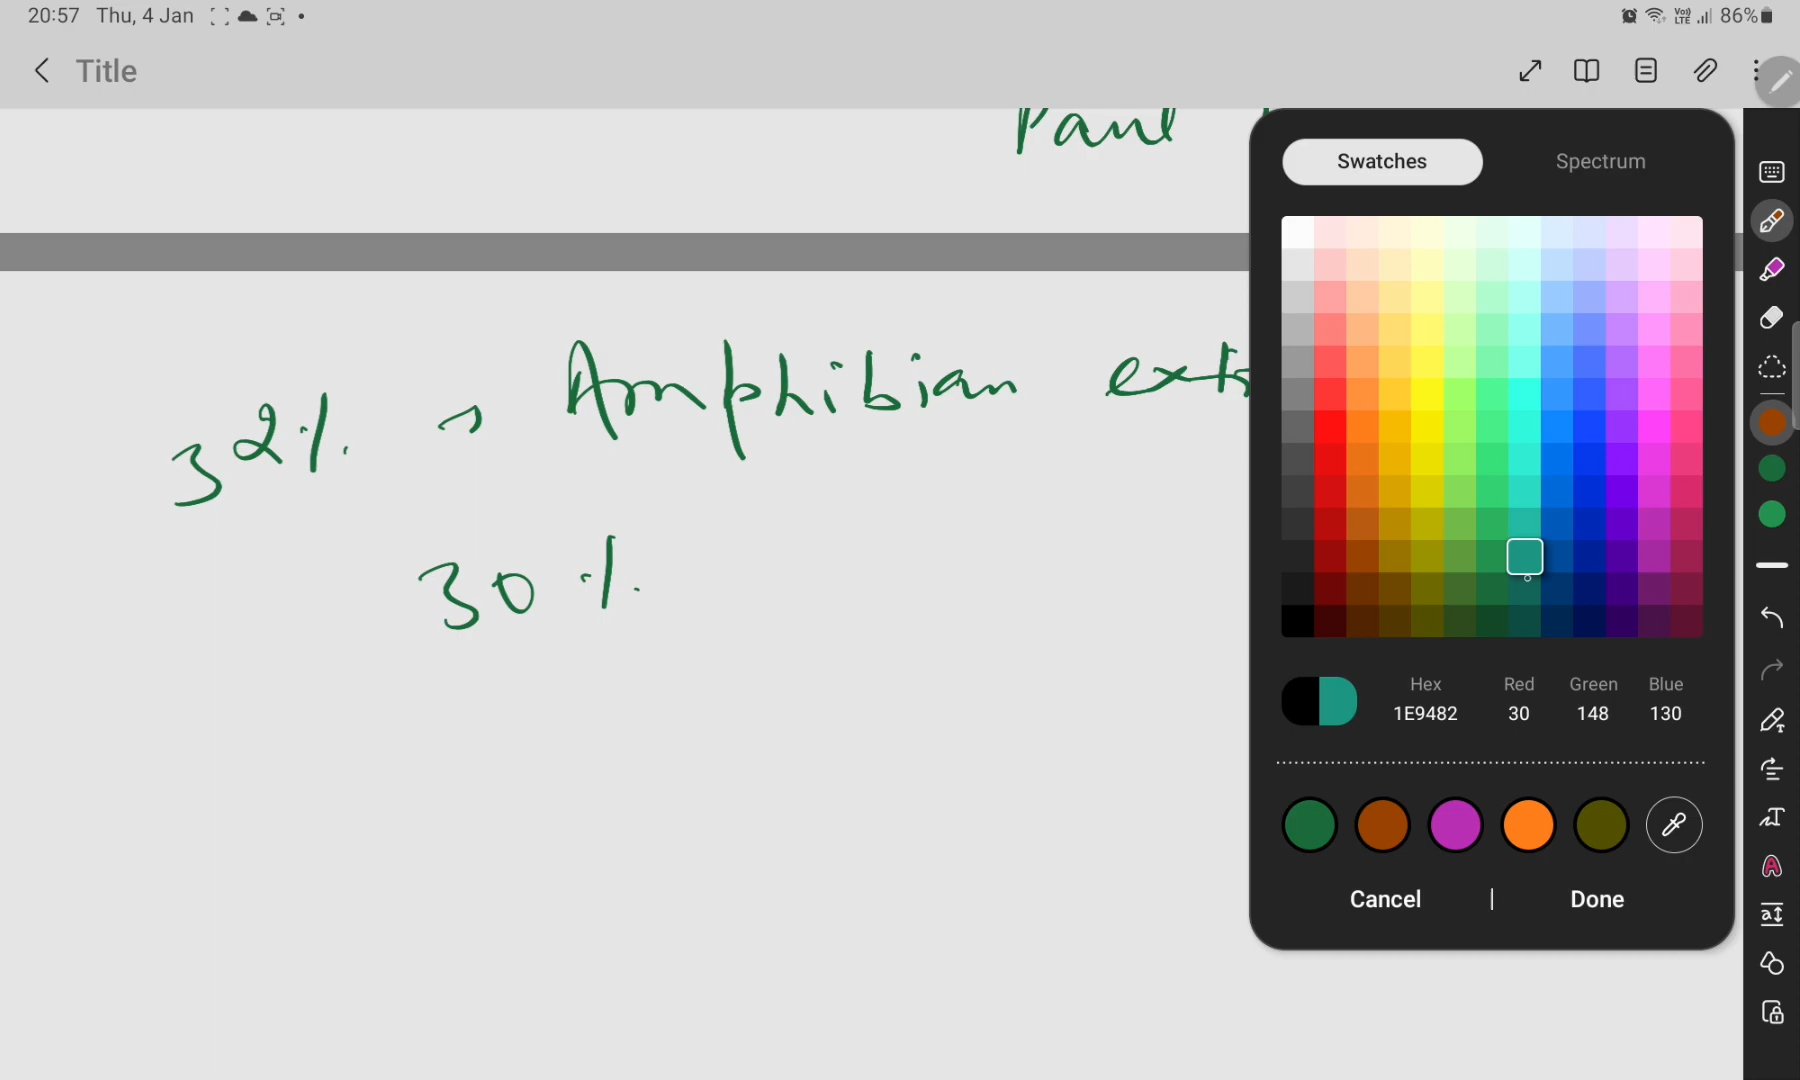 20:57 Thu, 4 Jan 86%
Title
Swatches Spectrum
32% → Amphibian
30 %
Hex Red Green Blue
1E9482 30 148 130
Cancel | Done